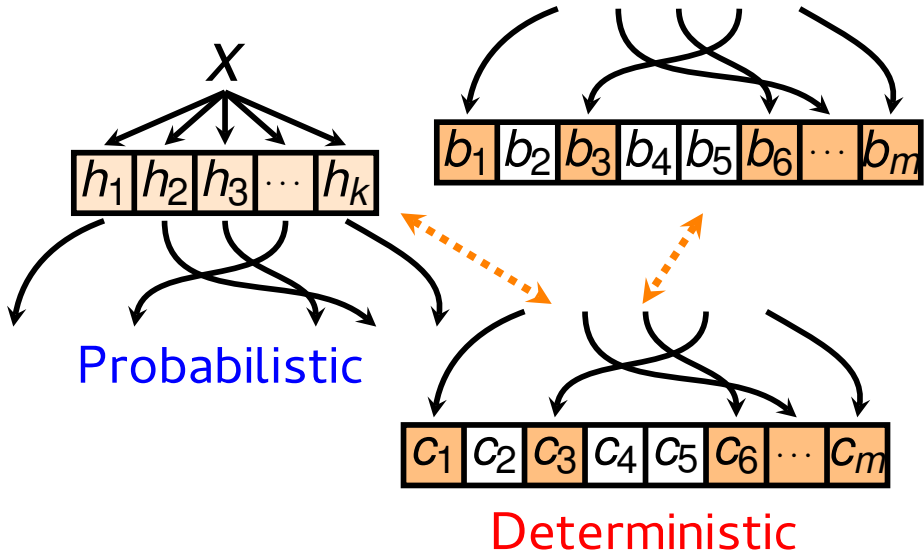 x
h1 h2 h3 ··· hk
b1 b2 b3 b4 b5 b6 ··· bm
Probabilistic
c1 c2 c3 c4 c5 c6 ··· cm
Deterministic